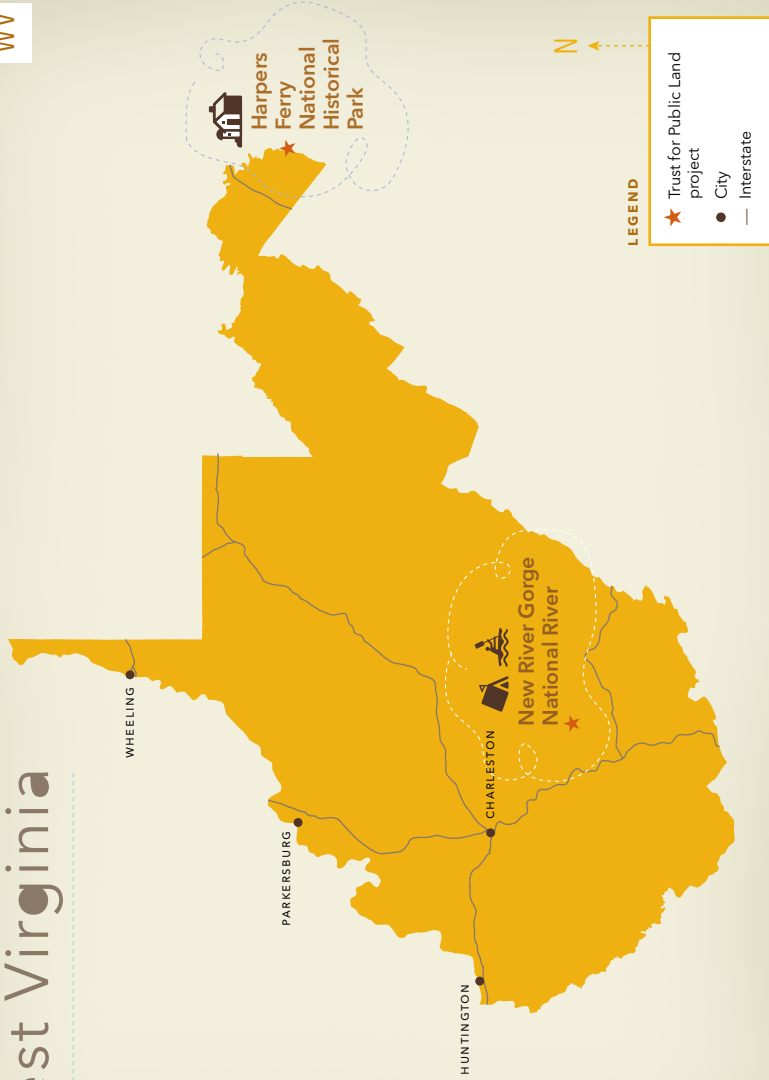 est Virginia
WV
Harpers
Ferry
National
Historical
Park
WHEELING
PARKERSBURG
CHARLESTON
HUNTINGTON
New River Gorge
National River
N
LEGEND
Trust for Public Land
project
City
Interstate